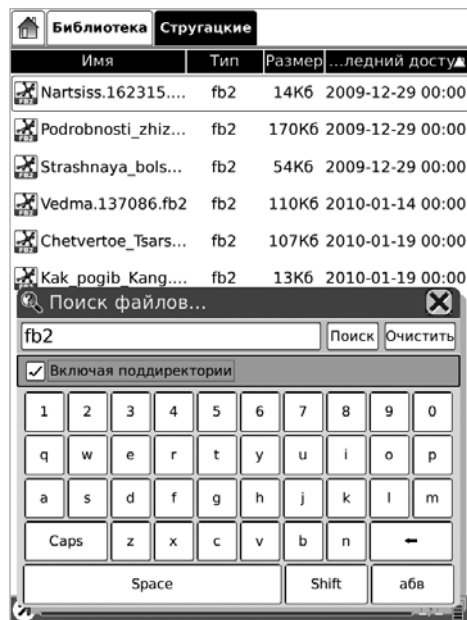 Библиотека Стругацкие
Имя Тип Размер ...ледний досту
Nartsiss.162315.... fb2 14Кб 2009-12-29 00:00
Podrobnosti_zhiz... fb2 170Кб 2009-12-29 00:00
Strashnaya_bols... fb2 54Кб 2009-12-29 00:00
Vedma.137086.fb2 fb2 110Кб 2010-01-14 00:00
Chetvertoe_Tsars... fb2 107Кб 2010-01-19 00:00
Kak_pogib_Kang.... fb2 13Кб 2010-01-19 00:00
Поиск файлов...
fb2 Поиск Очистить
Включая поддиректории
1 2 3 4 5 6 7 8 9 0
q w e r t y u i o p
a s d f g h j k l m
Caps z x c v b n ←
Space Shift абв